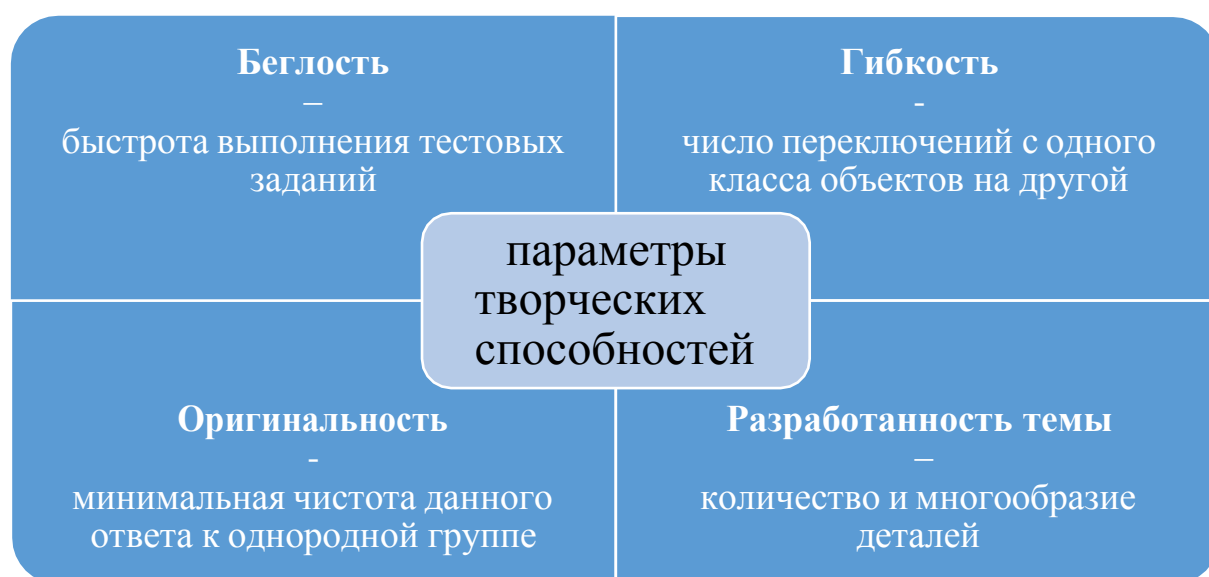 Беглость
–
быстрота выполнения тестовых
заданий
Гибкость
-
число переключений с одного
класса объектов на другой
параметры
творческих
способностей
Оригинальность
-
минимальная чистота данного
ответа к однородной группе
Разработанность темы
–
количество и многообразие
деталей